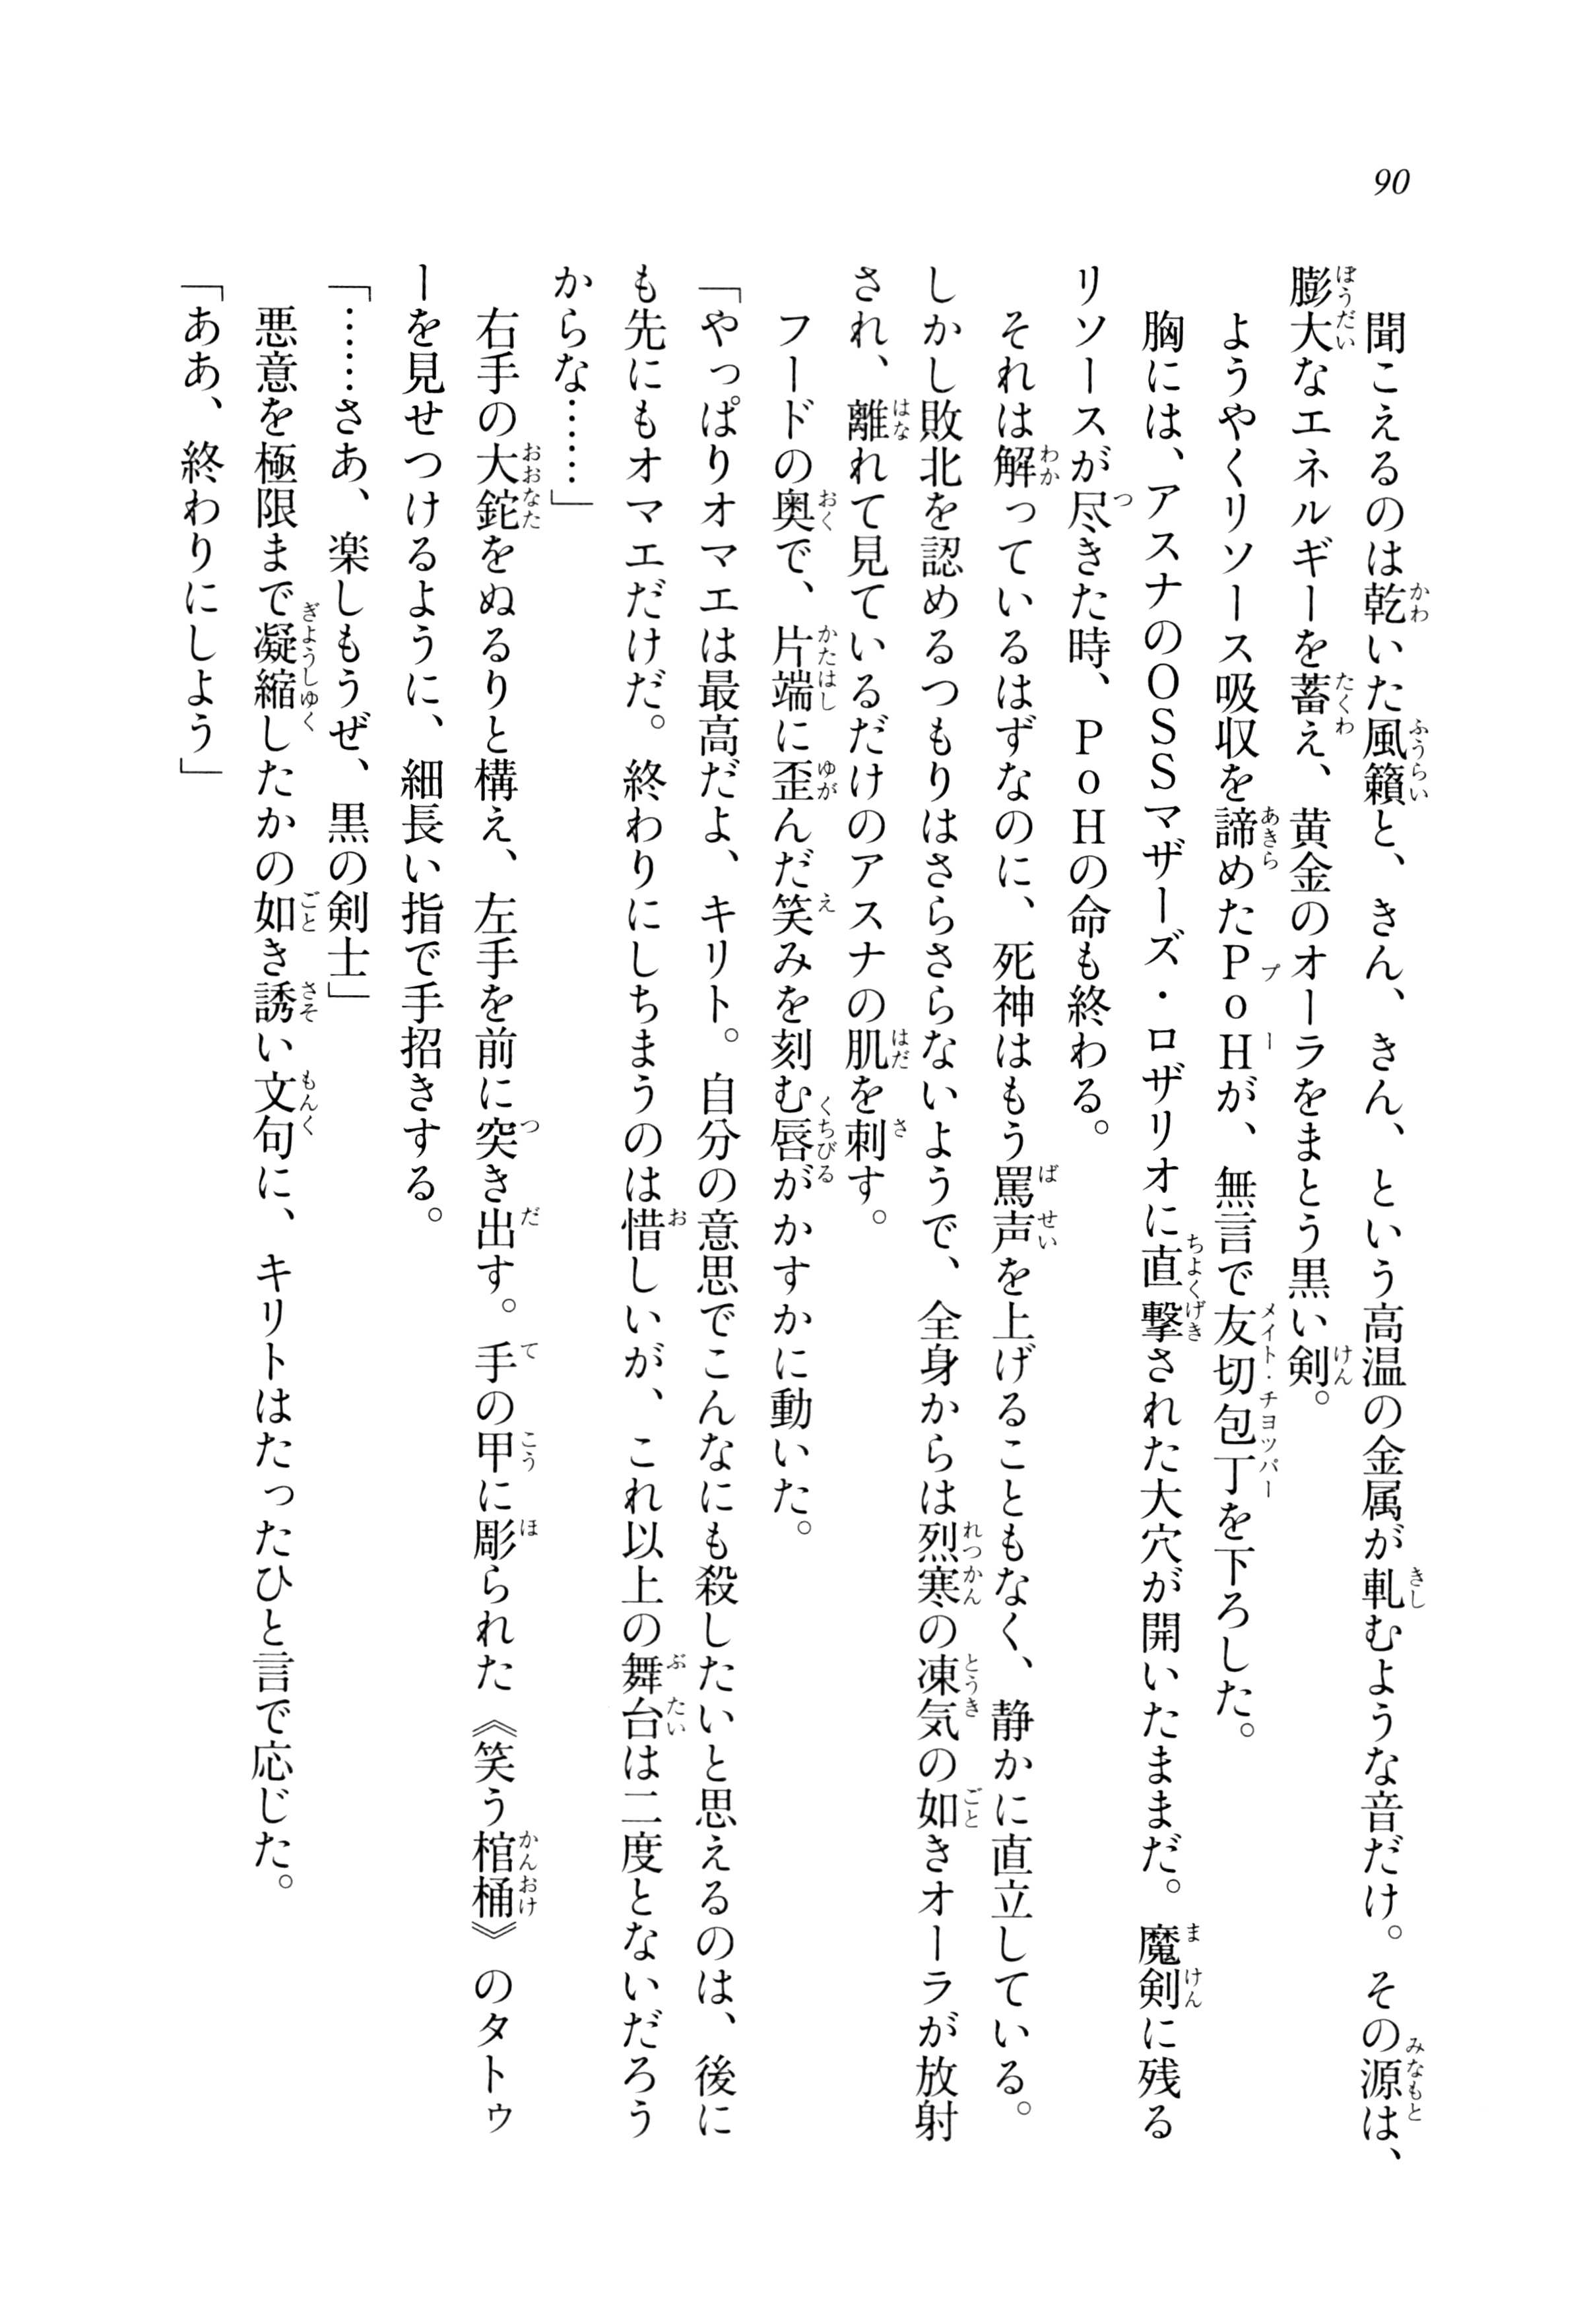 90
聞こえるのは乾いた風籟と、きん、きん、という高温の金属が軋むような音だけ。その源は、
膨大なエネルギーを蓄え、黄金のオーラをまとう黒い剣。
ようやくリソース吸収を諦めたＰｏＨが、無言で友切包丁を下ろした。
胸には、アスナのＯＳＳマザーズ・ロザリオに直撃された大穴が開いたままだ。魔剣に残る
リソースが尽きた時、ＰｏＨの命も終わる。
それは解っているはずなのに、死神はもう罵声を上げることもなく、静かに直立している。
しかし敗北を認めるつもりはさらさらないようで、全身からは烈寒の凍気の如きオーラが放射
され、離れて見ているだけのアスナの肌を刺す。
フードの奥で、片端に歪んだ笑みを刻む唇がかすかに動いた。
「やっぱりオマエは最高だよ、キリト。自分の意思でこんなにも殺したいと思えるのは、後に
も先にもオマエだけだ。終わりにしちまうのは惜しいが、これ以上の舞台は二度とないだろう
からな……」
右手の大鉈をぬるりと構え、左手を前に突き出す。手の甲に彫られた《笑う棺桶》のタトゥ
ーを見せつけるように、細長い指で手招きする。
「……さあ、楽しもうぜ、黒の剣士」
悪意を極限まで凝縮したかの如き誘い文句に、キリトはたったひと言で応じた。
「ああ、終わりにしよう」